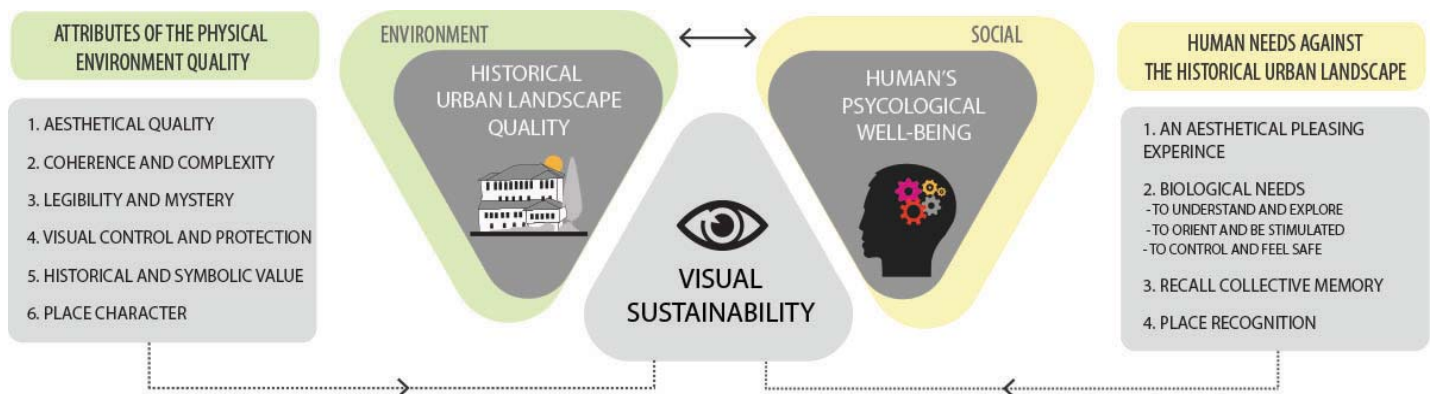 ATTRIBUTES OF THE PHYSICAL
ENVIRONMENT QUALITY
1. AESTHETICAL QUALITY
2. COHERENCE AND COMPLEXITY
3. LEGIBILITY AND MYSTERY
4. VISUAL CONTROL AND PROTECTION
5. HISTORICAL AND SYMBOLIC VALUE
6. PLACE CHARACTER
ENVIRONMENT
HISTORICAL
URBAN LANDSCAPE
QUALITY
VISUAL
SUSTAINABILITY
SOCIAL
HUMAN'S
PSYCOLOGICAL
WELL-BEING
HUMAN NEEDS AGAINST
THE HISTORICAL URBAN LANDSCAPE
1. AN AESTHETICAL PLEASING
EXPERINCE
2. BIOLOGICAL NEEDS
- TO UNDERSTAND AND EXPLORE
- TO ORIENT AND BE STIMULATED
- TO CONTROL AND FEEL SAFE
3. RECALL COLLECTIVE MEMORY
4. PLACE RECOGNITION